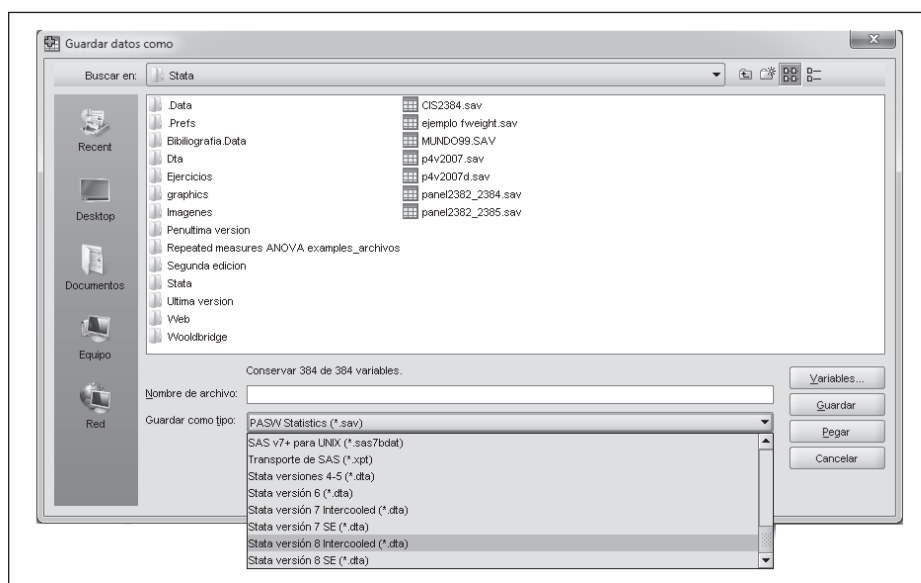 Guardar datos como
Buscar en: Stata
Recent
Desktop
Documentos
Equipo
Red
.Data
.Prefs
Bibiliografia.Data
Dta
Ejercicios
graphics
Imagenes
Penultima version
Repeated measures ANOVA examples_archivos
Segunda edicion
Stata
Ultima version
Web
Wooldbridge
CIS2384.sav
ejemplo fweight.sav
MUNDO99.SAV
p4v2007.sav
p4v2007d.sav
panel2382_2384.sav
panel2382_2385.sav
Conservar 384 de 384 variables.
Nombre de archivo:
Guardar como tipo: PASW Statistics (*.sav)
SAS v7+ para UNIX (*.sas7bdat)
Transporte de SAS (*.xpt)
Stata versiones 4-5 (*.dta)
Stata versión 6 (*.dta)
Stata versión 7 Intercooled (*.dta)
Stata versión 7 SE (*.dta)
Stata versión 8 Intercooled (*.dta)
Stata versión 8 SE (*.dta)
Variables...
Guardar
Pegar
Cancelar